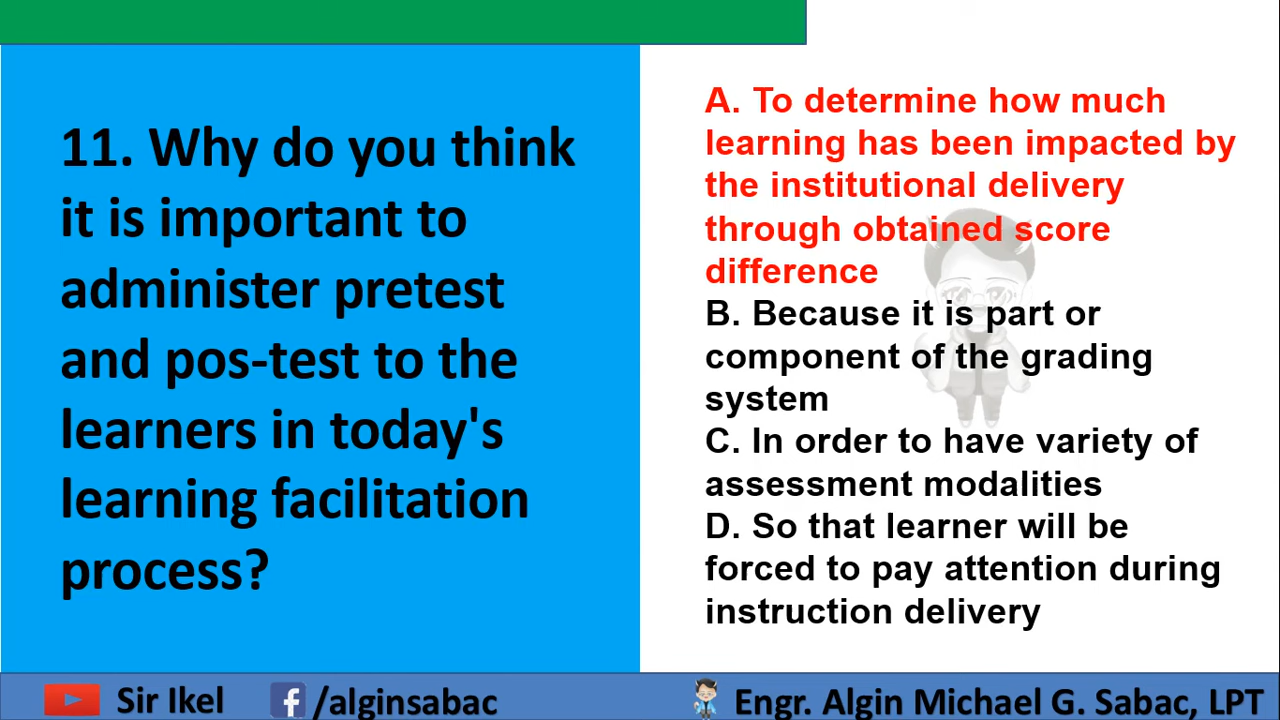 11. Why do you think
it is important to
administer pretest
and pos-test to the
learners in today's
learning facilitation
process?
A. To determine how much
learning has been impacted by
the institutional delivery
through obtained score
difference
B. Because it is part or
component of the grading
system
C. In order to have variety of
assessment modalities
D. So that learner will be
forced to pay attention during
instruction delivery
Sir Ikel
f /alginsabac
Engr. Algin Michael G. Sabac, LPT